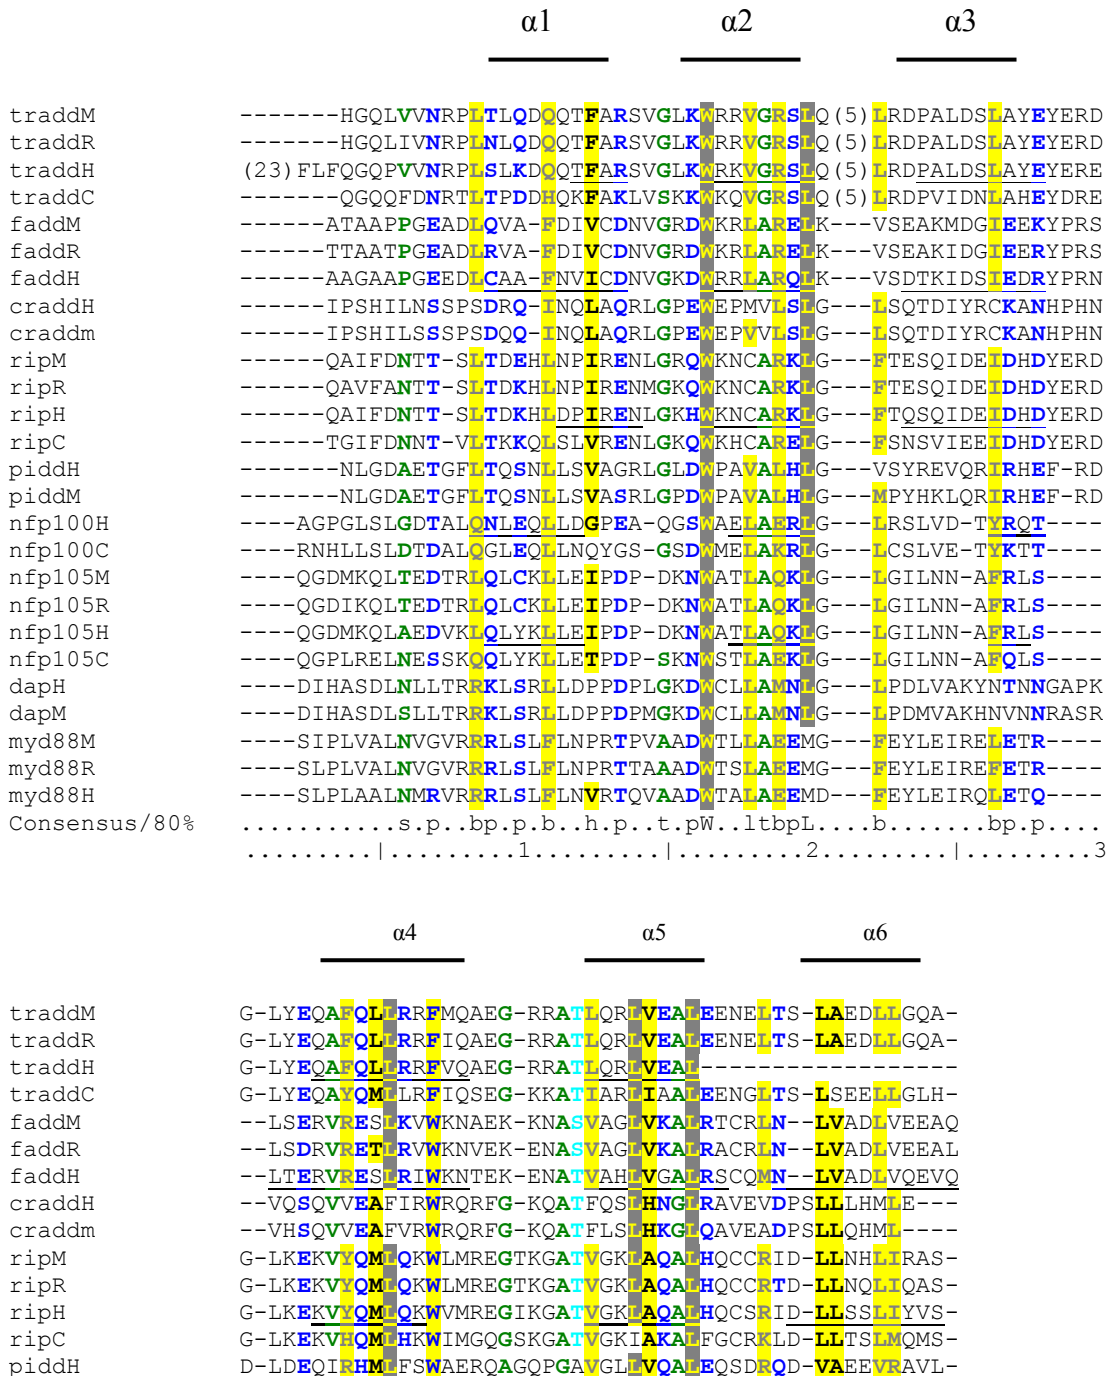 α1 α2 α3
traddM -------HGQLVVNRPLTLQDQQTFARSVGLKWRRVGRSLQ(5)LRDPALDSLAYEYERD
traddR -------HGQLIVNRPLNLQDQQTFARSVGLKWRRVGRSLQ(5)LRDPALDSLAYEYERD
traddH (23)FLFQGQPVVNRPLSLKDQQTFARSVGLKWRKVGRSLQ(5)LRDPALDSLAYEYERE
traddC -------QGQQFDNRTLTPDDHQKFAKLVSKKWKQVGRSLQ(5)LRDPVIDNLAHEYDRE
faddM ------ATAAPPGEADLQVA-FDIVCDNVGRDWKRLARELK---VSEAKMDGIEEKYPRS
faddR ------TTAATPGEADLRVA-FDIVCDNVGRDWKRLARELK---VSEAKIDGIEERYPRS
faddH ------AAGAAPGEEDLCAA-FNVICDNVGKDWRRLARQLK---VSDTKIDSIEDRYPRN
craddH ------IPSHILNSSPSDRQ-INQLAQRLGPEWEPMVLSLG---LSQTDIYRCKANHPHN
craddm ------IPSHILSSSPSDQQ-INQLAQRLGPEWEPVVLSLG---LSQTDIYRCKANHPHN
ripM ------QAIFDNTT-SLTDEHLNPIRENLGRQWKNCARKLG---FTESQIDEIDHDYERD
ripR ------QAVFANTT-SLTDKHLNPIRENMGKQWKNCARKLG---FTESQIDEIDHDYERD
ripH ------QAIFDNTT-SLTDKHLDPIRENLGKHWKNCARKLG---FTQSQIDEIDHDYERD
ripC ------TGIFDNNT-VLTKKQLSLVRENLGKQWKHCARELG---FSNSVIEEIDHDYERD
piddH -------NLGDAETGFLTQSNLLSVAGRLGLDWPAVALHLG---VSYREVQRIRHEF-RD
piddM -------NLGDAETGFLTQSNLLSVASRLGPDWPAVALHLG---MPYHKLQRIRHEF-RD
nfp100H ----AGPGLSLGDTALQNLEQLLDGPEA-QGSWAELAERLG---LRSLVD-TYRQT----
nfp100C ----RNHLLSLDTDALQGLEQLLNQYGS-GSDWMELAKRLG---CSLVE-TYKTT----
nfp105M ----QGDMKQLTEDTRLQLCKLLEIPDP-DKNWATLAQKLG---LGILNN-AFRLS----
nfp105R ----QGDIKQLTEDTRLQLCKLLEIPDP-DKNWATLAQKLG---LGILNN-AFRLS----
nfp105H ----QGDMKQLAEDVKLQLYKLLEIPDP-DKNWATLAQKLG---LGILNN-AFRLS----
nfp105C ----QGPLRELNESSKQQLYKLLETPDP-SKNWSTLAEKLG---LGILNN-AFQLS----
dapH ----DIHASDLNLLTRRKLSRLLDPPDPLGKDWCLLAMNLG---LPDLVAKYNTNNGAPK
dapM ----DIHASDLSLLTRRKLSRLLDPPDPMGKDWCLLAMNLG---LPDMVAKHNVNNRASR
myd88M ----SIPLVALNVGVRRRLSLFLNPRTPVAADWTLLAEEMG---FEYLEIRELETR----
myd88R ----SLPLVALNVGVRRRLSLFLNPRTTAAADWTSLAEEMG---FEYLEIREFETR----
myd88H ----SLPLAALNMRVRRRLSLFLNVRTQVAADWTALAEEMD---FEYLEIRQLETQ----
Consensus/80% ...........s.p..bp.p.b..h.p..t.pW..ltbpL....b.......bp.p....
.........|.........1.........|.........2.........|.........3
α4 α5 α6
traddM G-LYEQAFQLLRRFMQAEG-RRATLQRLVEALEENELTS-LAEDLLGQA-
traddR G-LYEQAFQLLRRFIQAEG-RRATLQRLVEALEENELTS-LAEDLLGQA-
traddH G-LYEQAFQLLRRFVQAEG-RRATLQRLVEAL------------------
traddC G-LYEQAYQMLLRFIQSEG-KKATIARLIAALEENGLTS-LSEELLGLH-
faddM --LSERVRESLKVWKNAEK-KNASVAGLVKALRTCRLN--LVADLVEEAQ
faddR --LSDRVRETLRVWKNVEK-ENASVAGLVKALRACRLN--LVADLVEEAL
faddH --LTERVRESLRIWKNTEK-ENATVAHLVGALRSCQMN--LVADLVQEVQ
craddH --VQSQVVEAFIRWRQRFG-KQATFQSLHNGLRAVEVDPSLLLHMLE---
craddm --VHSQVVEAFVRWRQRFG-KQATFLSLHKGLQAVEADPSLLQHML----
ripM G-LKEKVYQMLQKWLMREGTKGATVGKLAQALHQCCRID-LLNHLIRAS-
ripR G-LKEKVYQMLQKWLMREGTKGATVGKLAQALHQCCRTD-LLNQLIQAS-
ripH G-LKEKVYQMLQKWVMREGIKGATVGKLAQALHQCSRID-LLSSLIYVS-
ripC G-LKEKVHQMLHKWIMGQGSKGATVGKIAKALFGCRKLD-LLTSLMQMS-
piddH D-LDEQIRHMLFSWAERQAGQPGAVGLLVQALEQSDRQD-VAEEVRAVL-